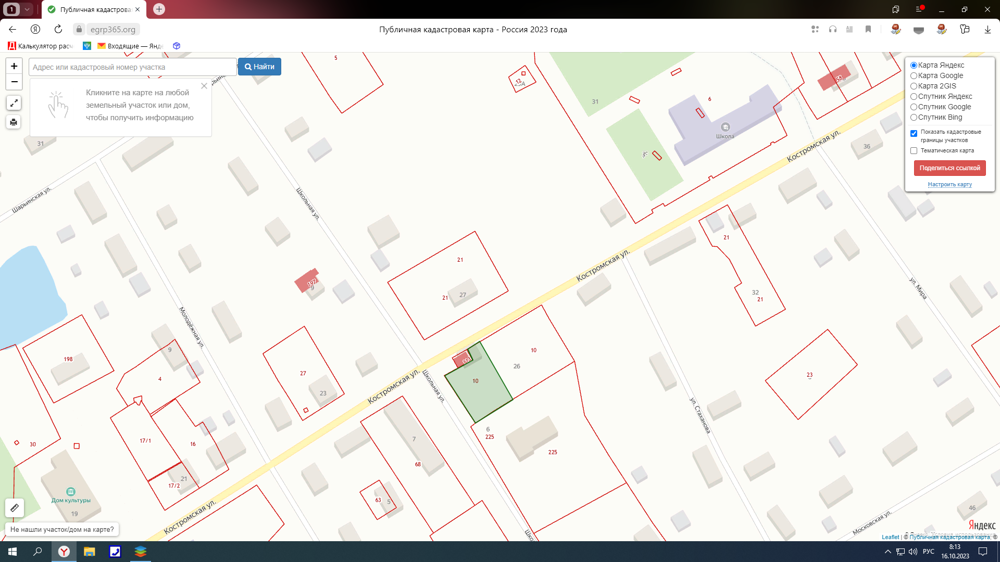 1
Публичная кадастрова
egrp365.org
Публичная кадастровая карта - Россия 2023 года
Калькулятор расч
Входящие — Янде
+
−
Адрес или кадастровый номер участка
Найти
Кликните на карте на любой
земельный участок или дом,
чтобы получить информацию
Карта Яндекс
Карта Google
Карта 2GIS
Спутник Яндекс
Спутник Google
Спутник Bing
Показать кадастровые
границы участков
Тематическая карта
Поделиться ссылкой
Настроить карту
5
12
31
6
58
Школа
31
36
Костромская ул.
Шарьинская ул.
Школьная ул.
21
21
Костромская ул.
197
9
21
27
32
21
ул. Мира
Молодёжная ул.
9
198
4
27
23
10
113
10
26
23
Костромская ул.
Школьная ул.
ул. Стаханова
6
225
225
7
68
17/1
16
30
21
17/2
63
5
Дом культуры
19
46
Костромская ул.
Московская ул.
Не нашли участок/дом на карте?
Яндекс
Leaflet | © Публичная кадастровая карта, ©
РУС
8:13
16.10.2023